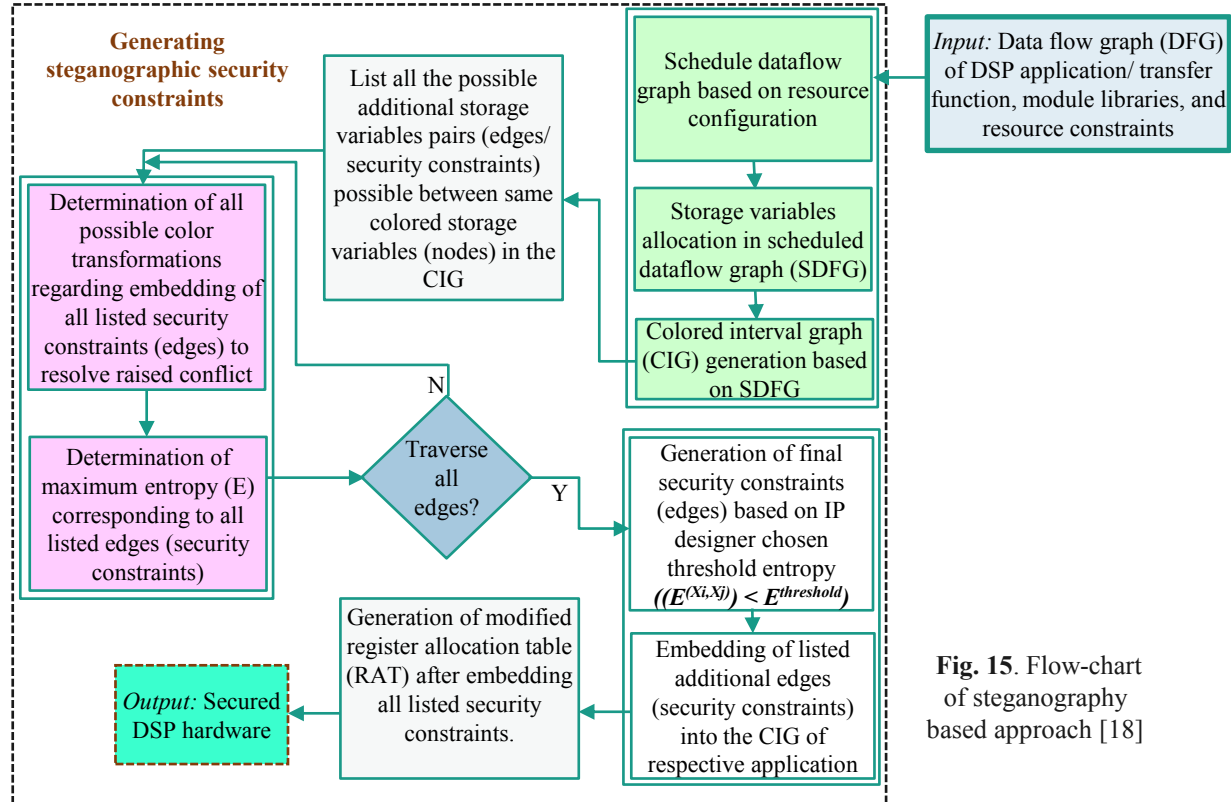 Generating
steganographic security
constraints
Input: Data flow graph (DFG)
of DSP application/ transfer
function, module libraries, and
resource constraints
Schedule dataflow
graph based on resource
configuration
Storage variables
allocation in scheduled
dataflow graph (SDFG)
Colored interval graph
(CIG) generation based
on SDFG
List all the possible
additional storage
variables pairs (edges/
security constraints)
possible between same
colored storage
variables (nodes) in the
CIG
Determination of all
possible color
transformations
regarding embedding of
all listed security
constraints (edges) to
resolve raised conflict
Determination of
maximum entropy (E)
corresponding to all
listed edges (security
constraints)
Traverse
all
edges?
N
Y
Generation of final
security constraints
(edges) based on IP
designer chosen
threshold entropy
((E^(Xi,Xj)) < E^threshold)
Embedding of listed
additional edges
(security constraints)
into the CIG of
respective application
Generation of modified
register allocation table
(RAT) after embedding
all listed security
constraints.
Output: Secured
DSP hardware
Fig. 15. Flow-chart
of steganography
based approach [18]